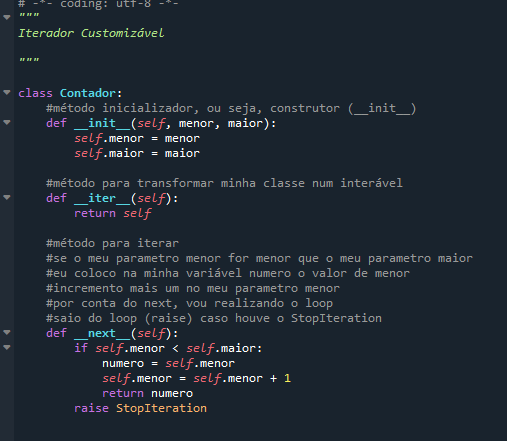 # -*- coding: utf-8 -*-
"""
Iterador Customizável
"""
class Contador:
#método inicializador, ou seja, construtor (__init__)
def __init__(self, menor, maior):
self.menor = menor
self.maior = maior
#método para transformar minha classe num interável
def __iter__(self):
return self
#método para iterar
#se o meu parametro menor for menor que o meu parametro maior
#eu coloco na minha variável numero o valor de menor
#incremento mais um no meu parametro menor
#por conta do next, vou realizando o loop
#saio do loop (raise) caso houve o StopIteration
def __next__(self):
if self.menor < self.maior:
numero = self.menor
self.menor = self.menor + 1
return numero
raise StopIteration